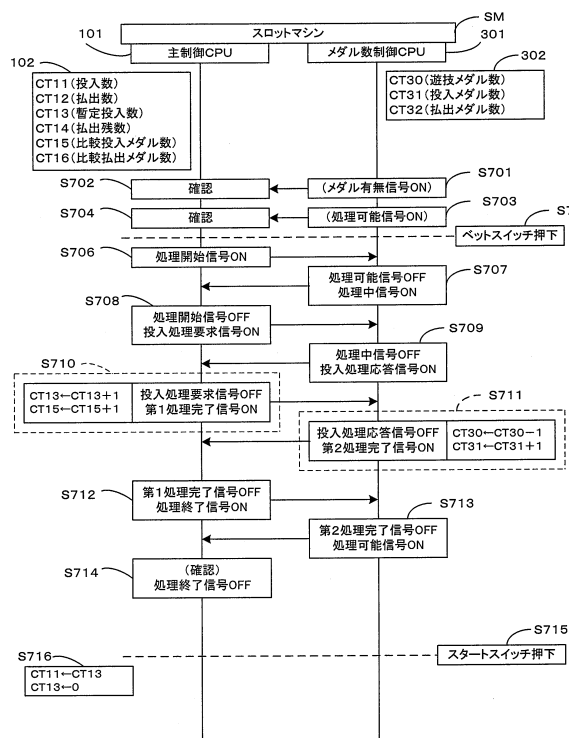 SM
スロットマシン
101
主制御CPU
メダル数制御CPU
301
102
CT11(投入数)
CT12(払出数)
CT13(暫定投入数)
CT14(払出残数)
CT15(比較投入メダル数)
CT16(比較払出メダル数)
302
CT30(遊技メダル数)
CT31(投入メダル数)
CT32(払出メダル数)
S701
S702
確認
(メダル有無信号ON)
S703
S704
確認
(処理可能信号ON)
S7
ベットスイッチ押下
S706
処理開始信号ON
処理可能信号OFF
処理中信号ON
S707
S708
処理開始信号OFF
投入処理要求信号ON
S709
処理中信号OFF
投入処理応答信号ON
S710
CT13←CT13+1
CT15←CT15+1
投入処理要求信号OFF
第1処理完了信号ON
S711
投入処理応答信号OFF
第2処理完了信号ON
CT30←CT30−1
CT31←CT31+1
S712
第1処理完了信号OFF
処理終了信号ON
S713
第2処理完了信号OFF
処理可能信号ON
S714
(確認)
処理終了信号OFF
S715
スタートスイッチ押下
S716
CT11←CT13
CT13←0